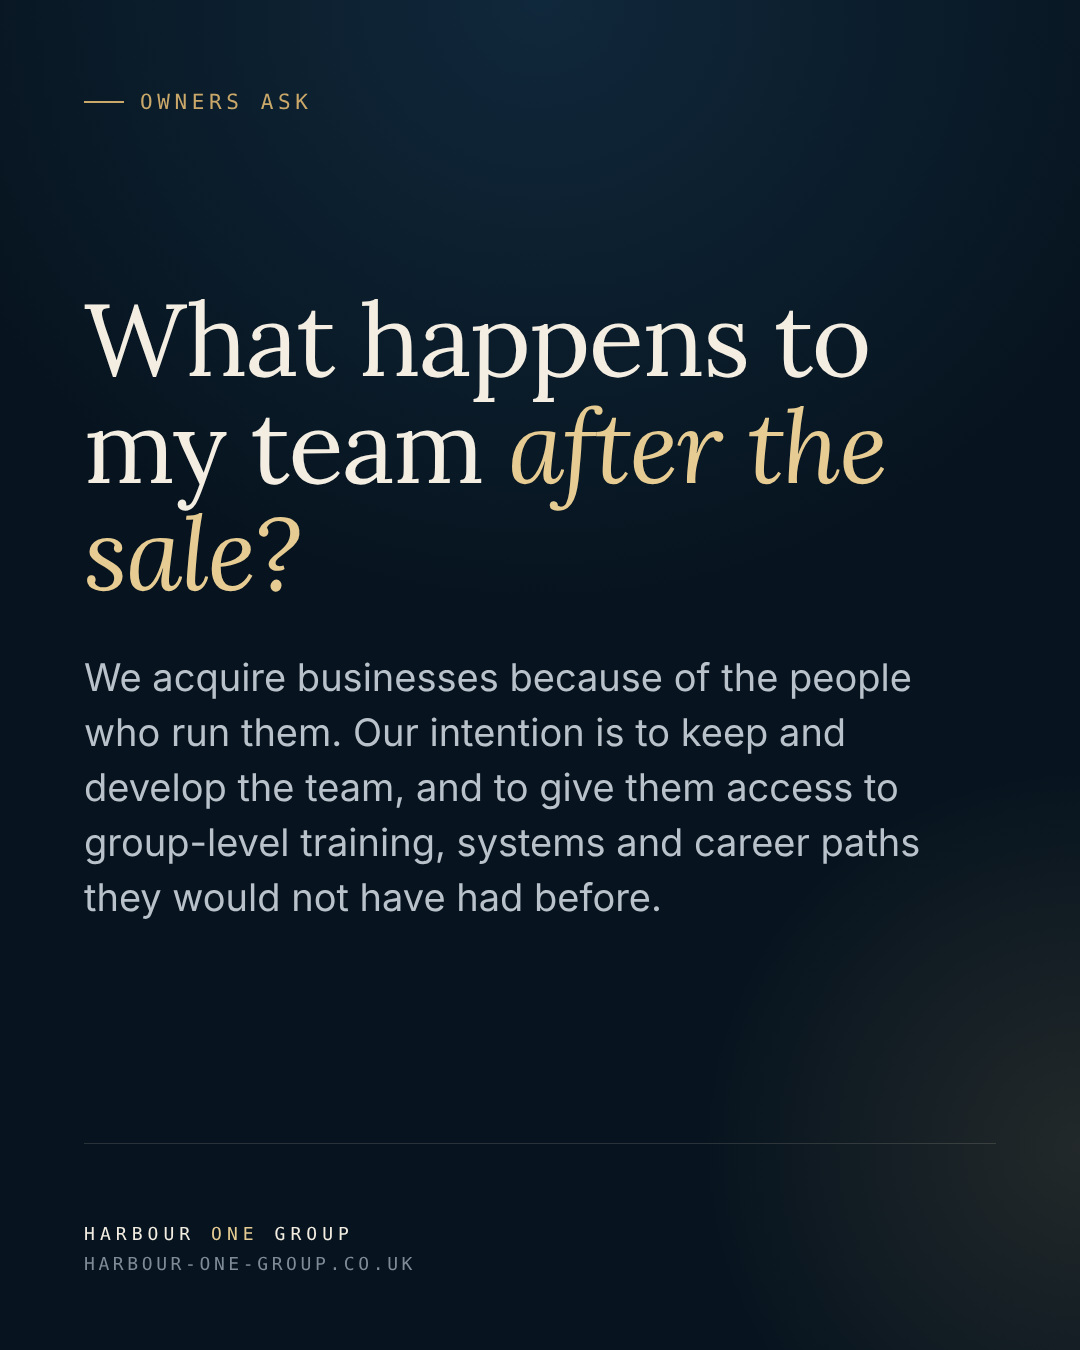 OWNERS ASK
What happens to
my team after the
sale?
We acquire businesses because of the people
who run them. Our intention is to keep and
develop the team, and to give them access to
group-level training, systems and career paths
they would not have had before.
HARBOUR ONE GROUP
HARBOUR-ONE-GROUP.CO.UK